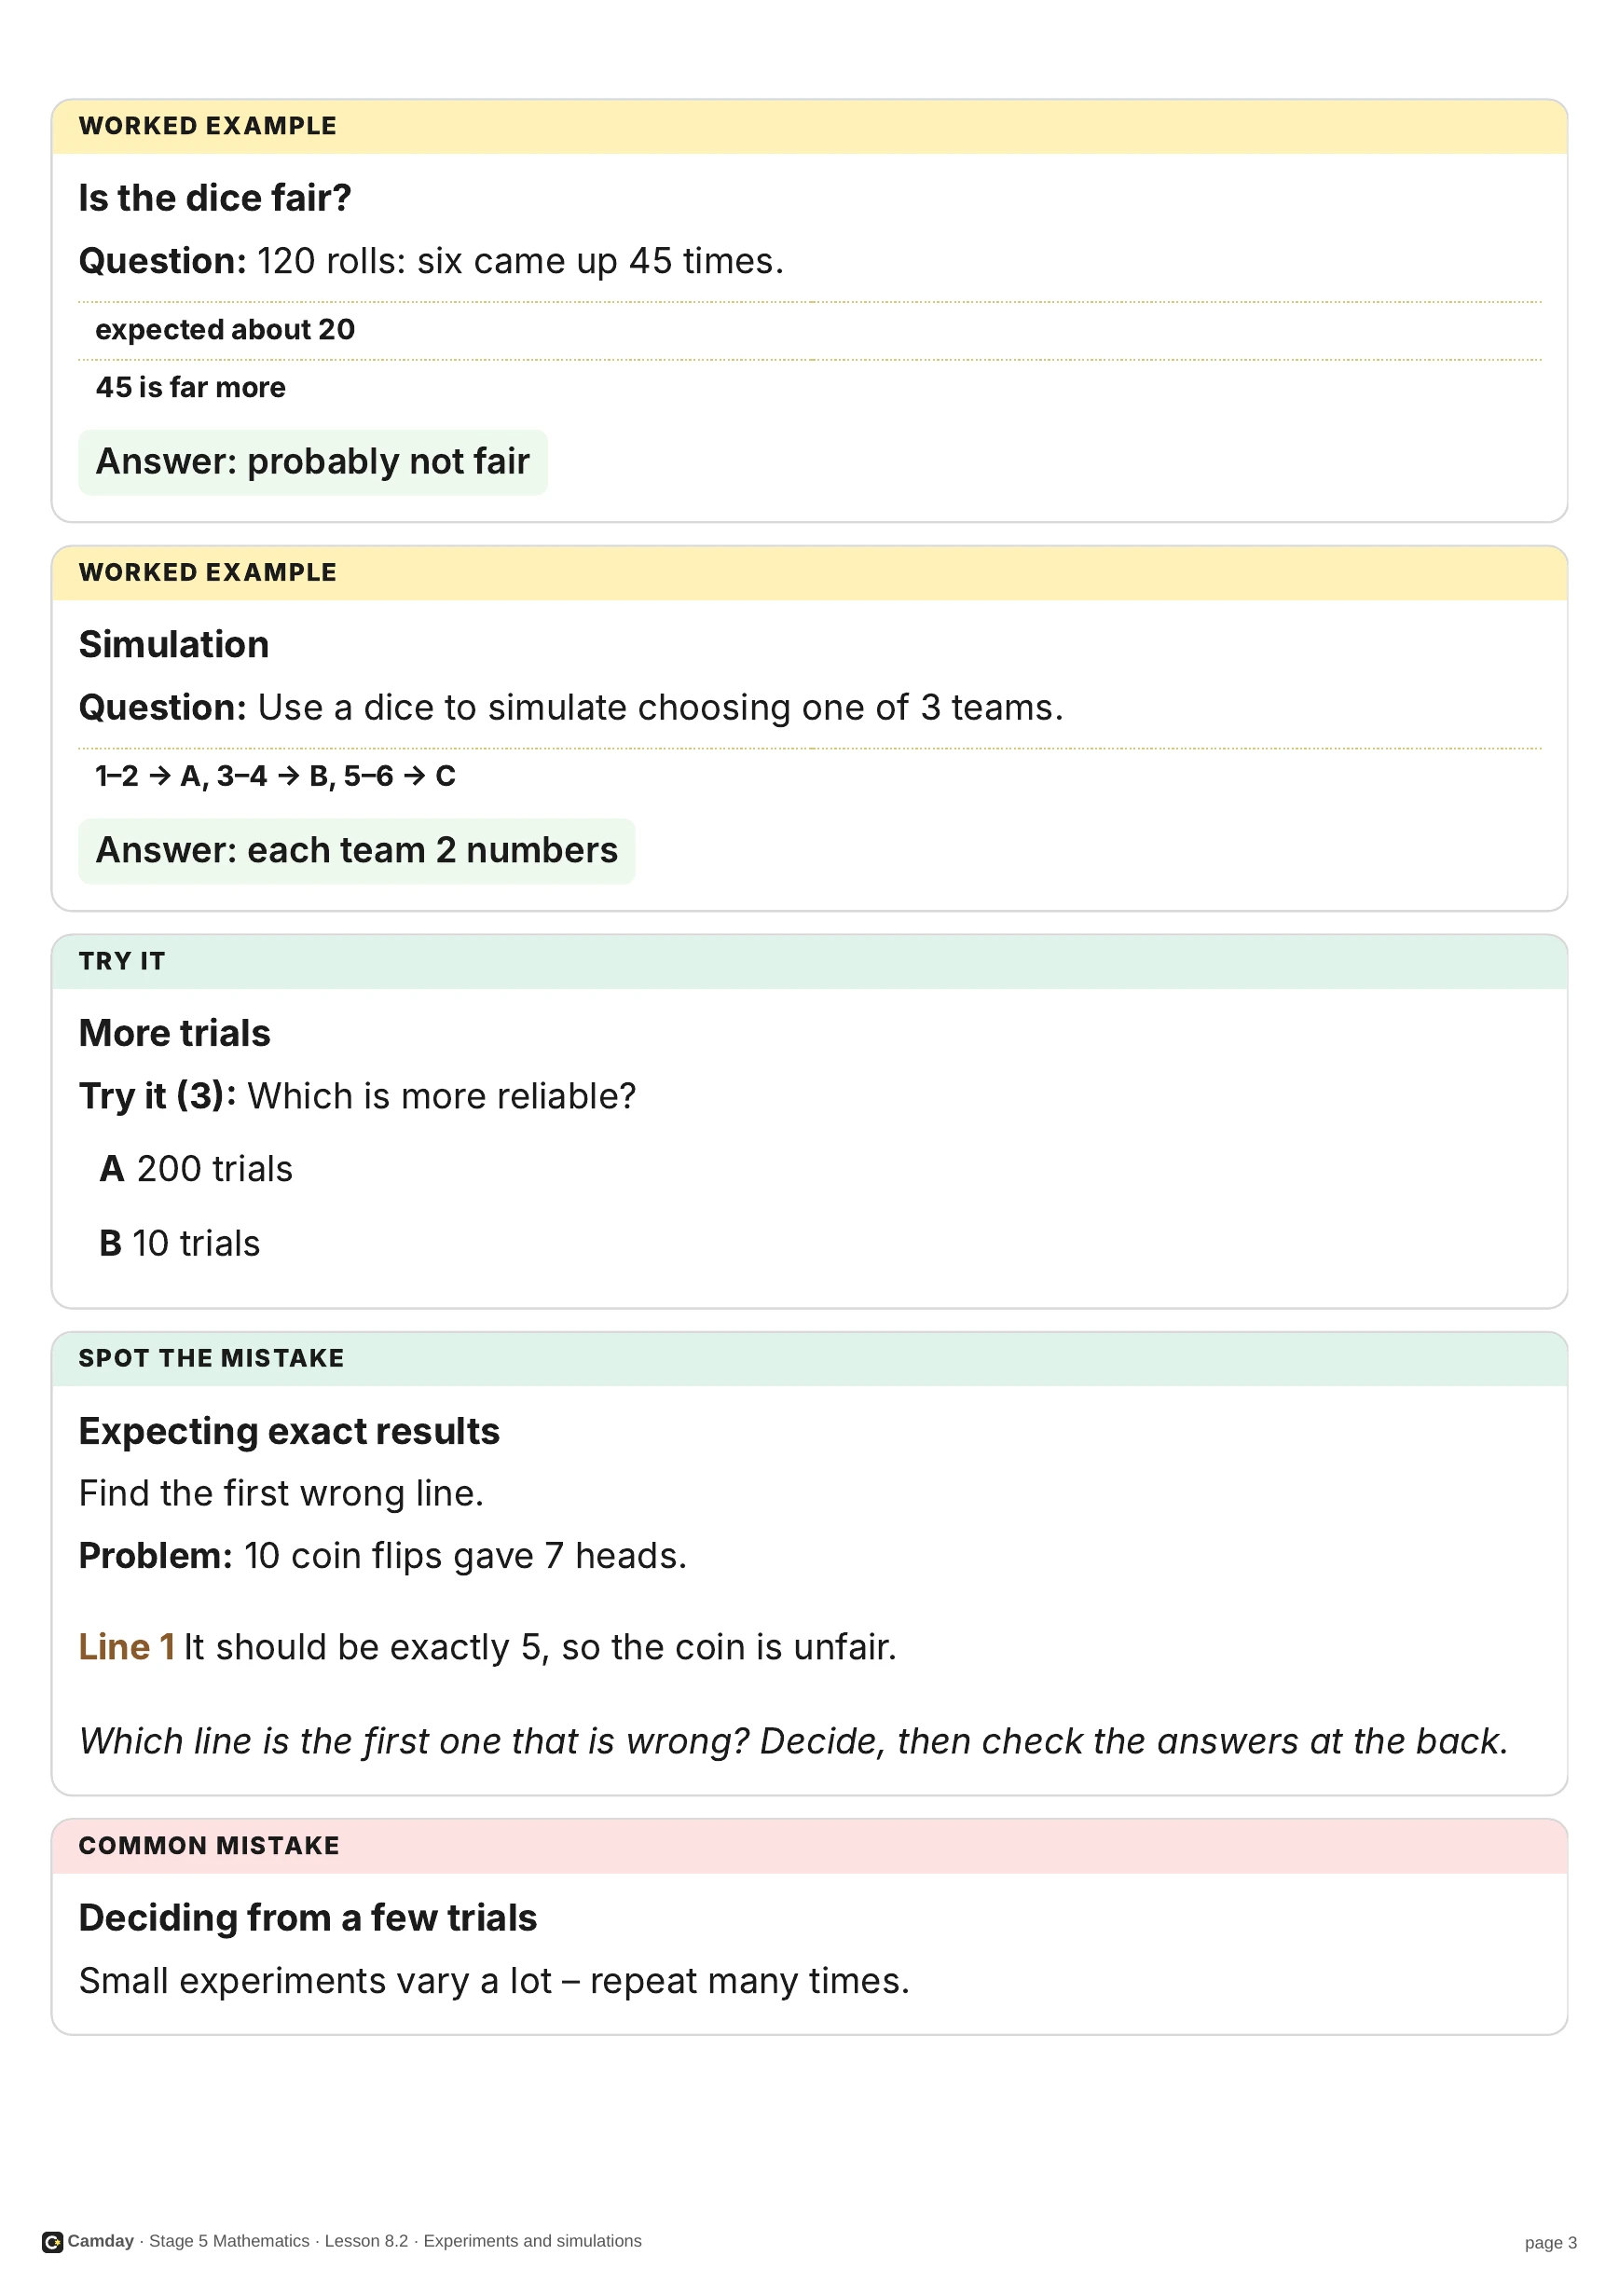 WORKED EXAMPLE
Is the dice fair?
Question: 120 rolls: six came up 45 times.
expected about 20
45 is far more
Answer: probably not fair
WORKED EXAMPLE
Simulation
Question: Use a dice to simulate choosing one of 3 teams.
1–2 → A, 3–4 → B, 5–6 → C
Answer: each team 2 numbers
TRY IT
More trials
Try it (3): Which is more reliable?
A 200 trials
B 10 trials
SPOT THE MISTAKE
Expecting exact results
Find the first wrong line.
Problem: 10 coin flips gave 7 heads.
Line 1 It should be exactly 5, so the coin is unfair.
Which line is the first one that is wrong? Decide, then check the answers at the back.
COMMON MISTAKE
Deciding from a few trials
Small experiments vary a lot – repeat many times.
Camday · Stage 5 Mathematics · Lesson 8.2 · Experiments and simulations
page 3